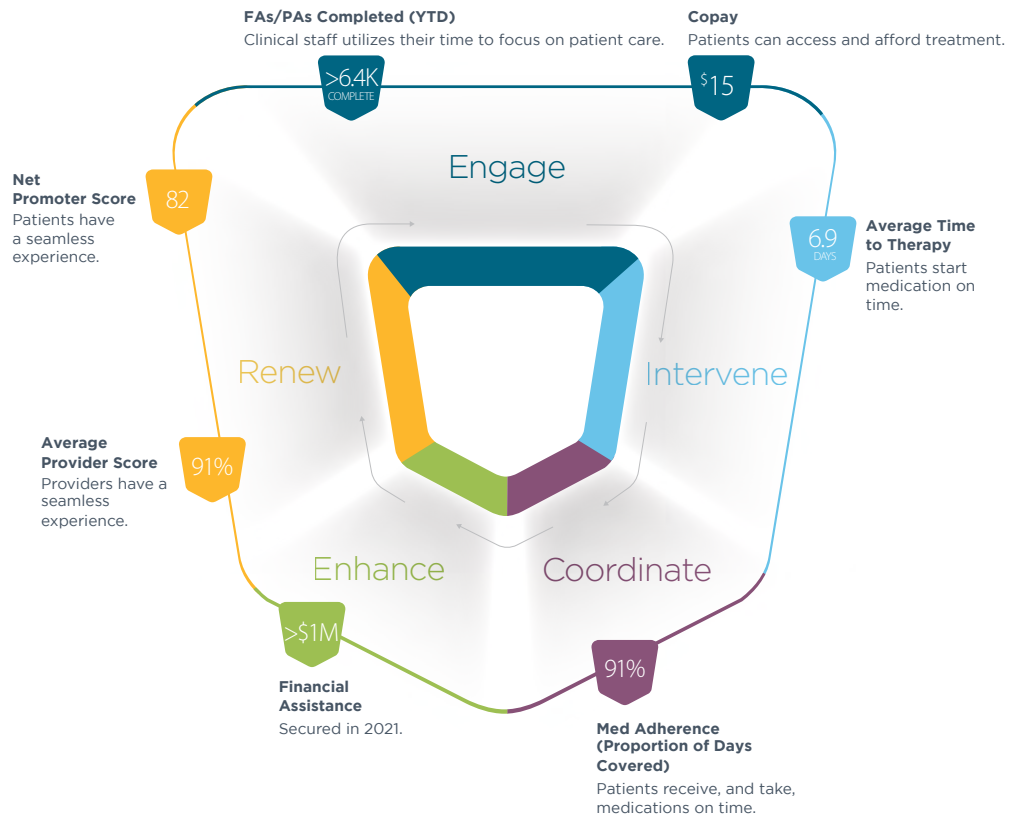 FAs/PAs Completed (YTD)
Clinical staff utilizes their time to focus on patient care.
Copay
Patients can access and afford treatment.
>6.4K
COMPLETE
$15
Engage
Net
Promoter Score
Patients have
a seamless
experience.
82
6.9
DAYS
Average Time
to Therapy
Patients start
medication on
time.
Renew
Intervene
Average
Provider Score
Providers have a
seamless
experience.
91%
Enhance
Coordinate
>$1M
Financial
Assistance
Secured in 2021.
91%
Med Adherence
(Proportion of Days
Covered)
Patients receive, and take,
medications on time.